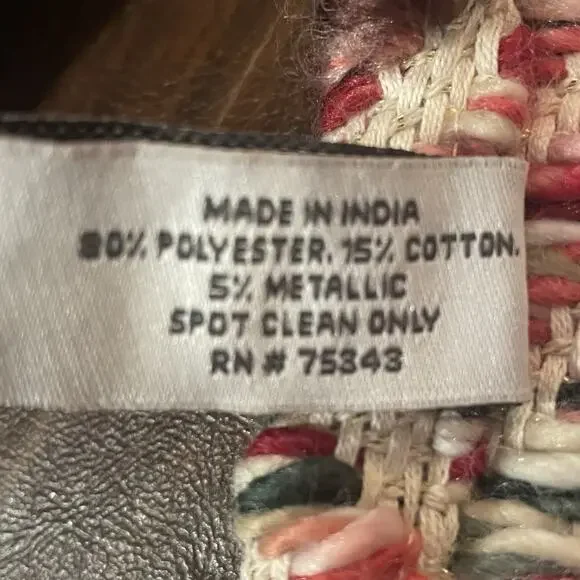 MADE IN INDIA
80% POLYESTER. 15% COTTON.
5% METALLIC
SPOT CLEAN ONLY
RN # 75343